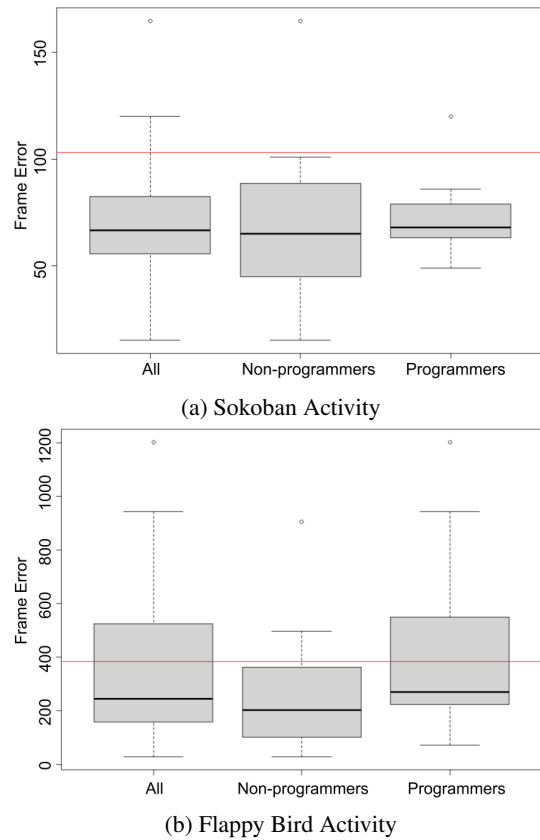 150
100
50
Frame Error
All Non-programmers Programmers
(a) Sokoban Activity
1200
1000
800
600
400
200
0
Frame Error
All Non-programmers Programmers
(b) Flappy Bird Activity